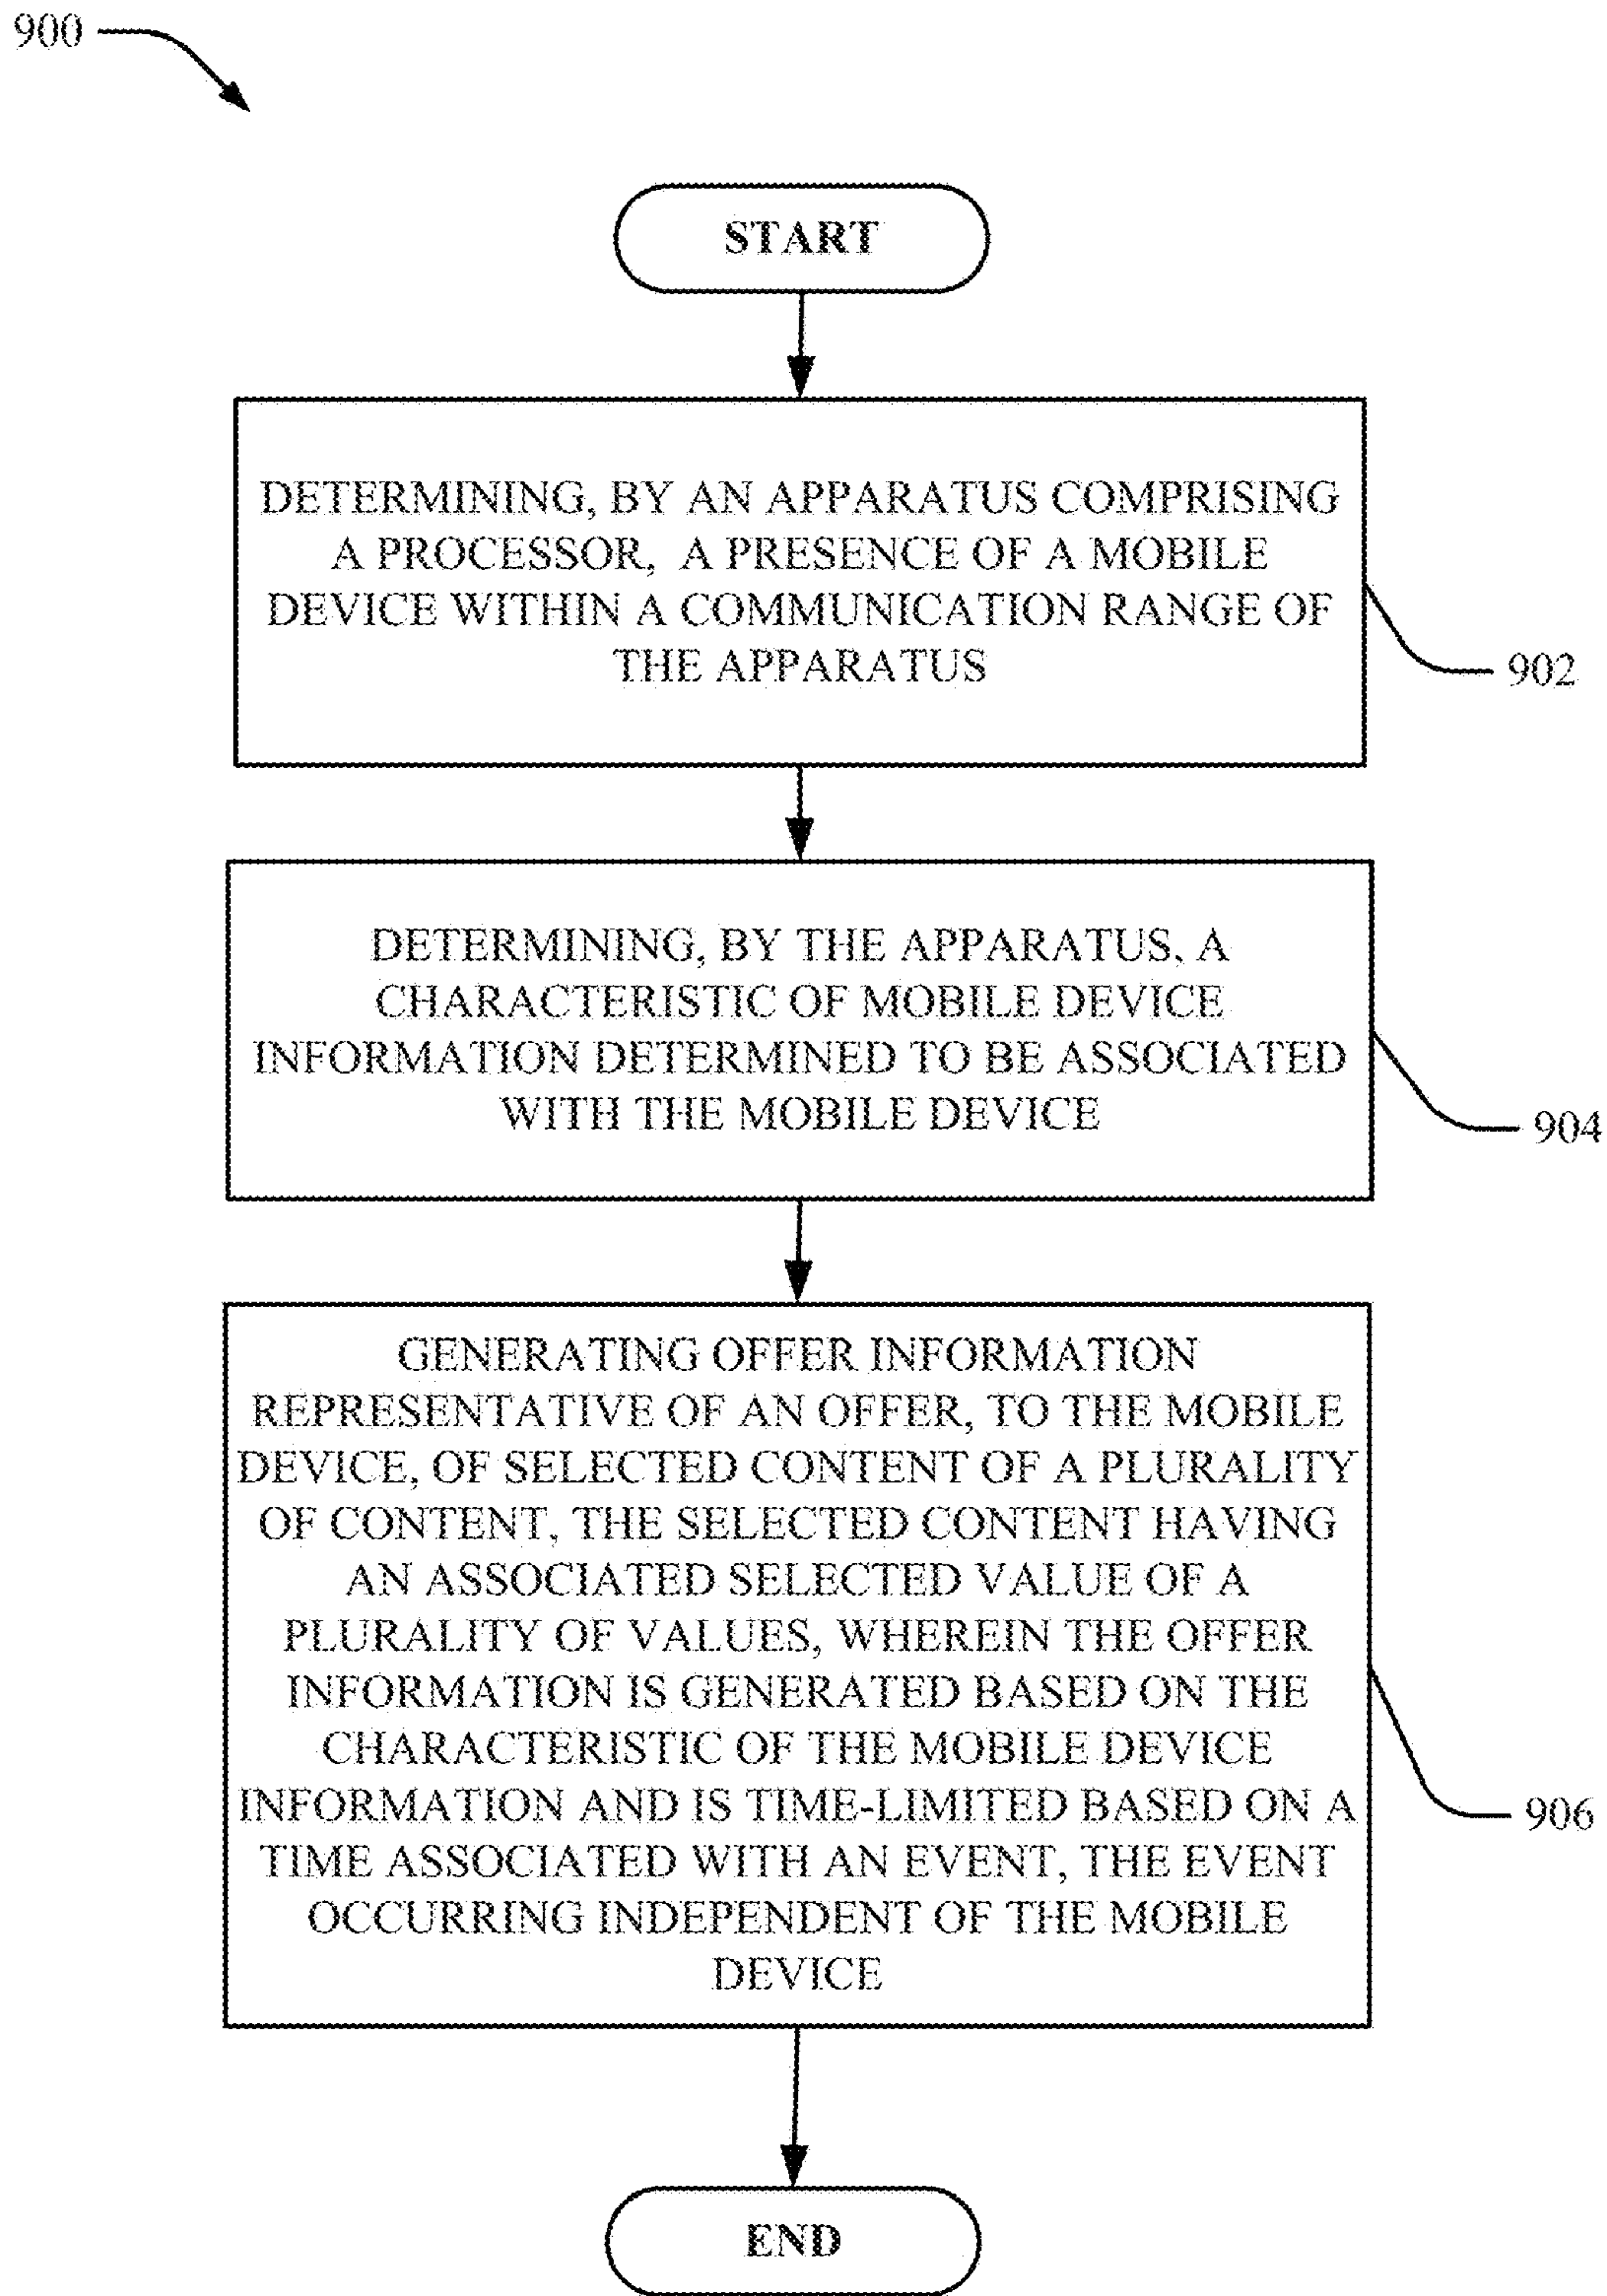 900
START
DETERMINING, BY AN APPARATUS COMPRISING
A PROCESSOR, A PRESENCE OF A MOBILE
DEVICE WITHIN A COMMUNICATION RANGE OF
THE APPARATUS
902
DETERMINING, BY THE APPARATUS, A
CHARACTERISTIC OF MOBILE DEVICE
INFORMATION DETERMINED TO BE ASSOCIATED
WITH THE MOBILE DEVICE
904
GENERATING OFFER INFORMATION
REPRESENTATIVE OF AN OFFER, TO THE MOBILE
DEVICE, OF SELECTED CONTENT OF A PLURALITY
OF CONTENT, THE SELECTED CONTENT HAVING
AN ASSOCIATED SELECTED VALUE OF A
PLURALITY OF VALUES, WHEREIN THE OFFER
INFORMATION IS GENERATED BASED ON THE
CHARACTERISTIC OF THE MOBILE DEVICE
INFORMATION AND IS TIME-LIMITED BASED ON A
TIME ASSOCIATED WITH AN EVENT, THE EVENT
OCCURRING INDEPENDENT OF THE MOBILE
DEVICE
906
END